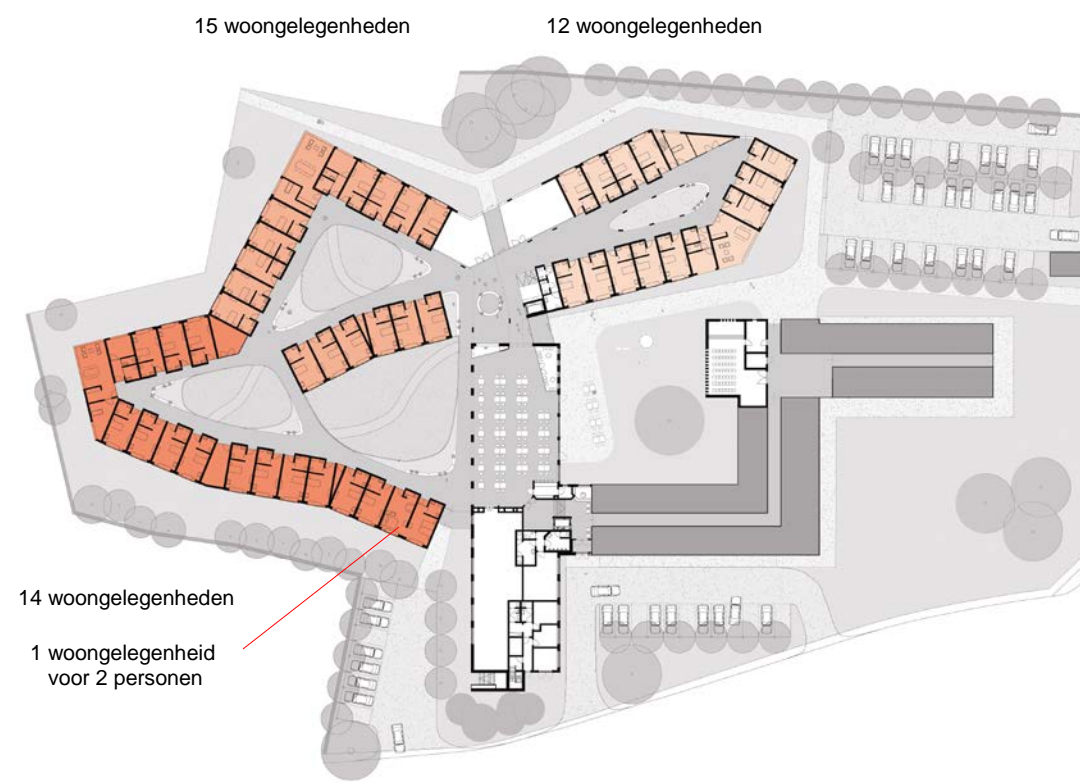 15 woongelegenheden
12 woongelegenheden
14 woongelegenheden
1 woongelegenheid
voor 2 personen